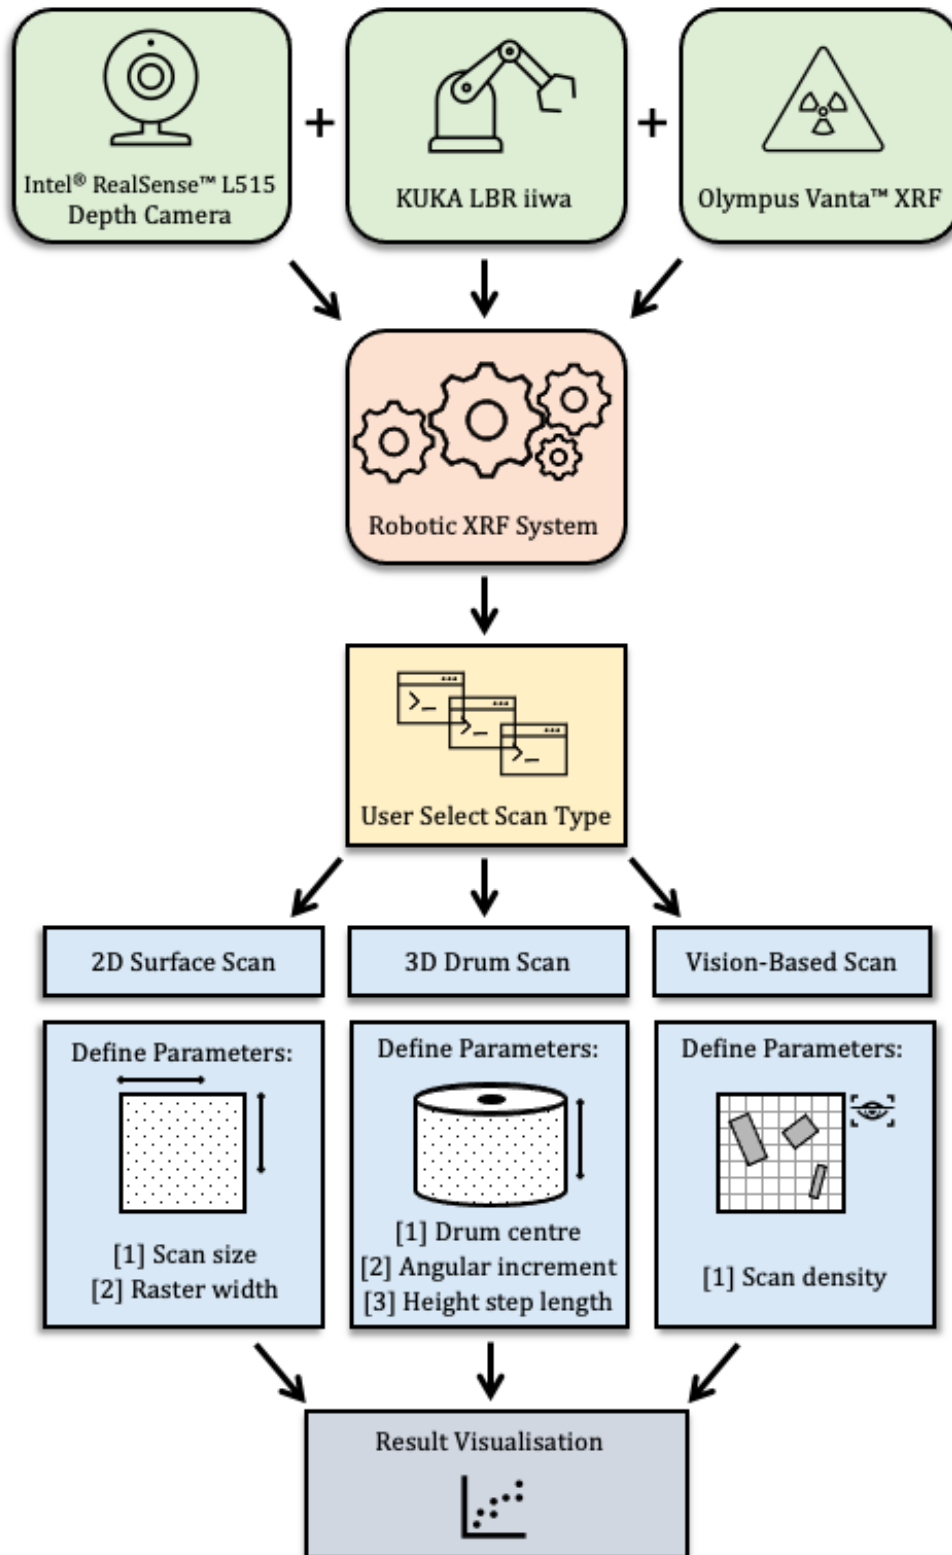 Intel® RealSense™ L515
Depth Camera
+
KUKA LBR iiwa
+
Olympus Vanta™ XRF
Robotic XRF System
>_
>_
>_
User Select Scan Type
2D Surface Scan
3D Drum Scan
Vision-Based Scan
Define Parameters:
[1] Scan size
[2] Raster width
Define Parameters:
[1] Drum centre
[2] Angular increment
[3] Height step length
Define Parameters:
[1] Scan density
Result Visualisation